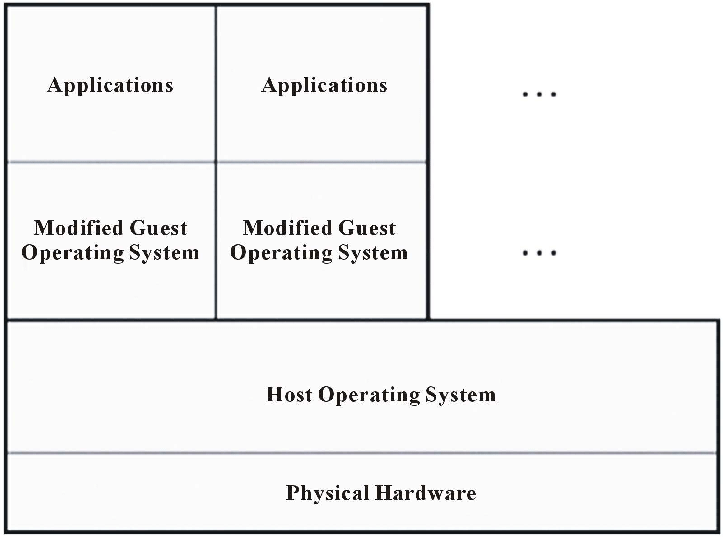 Applications
Applications
...
Modified Guest
Operating System
Modified Guest
Operating System
...
Host Operating System
Physical Hardware